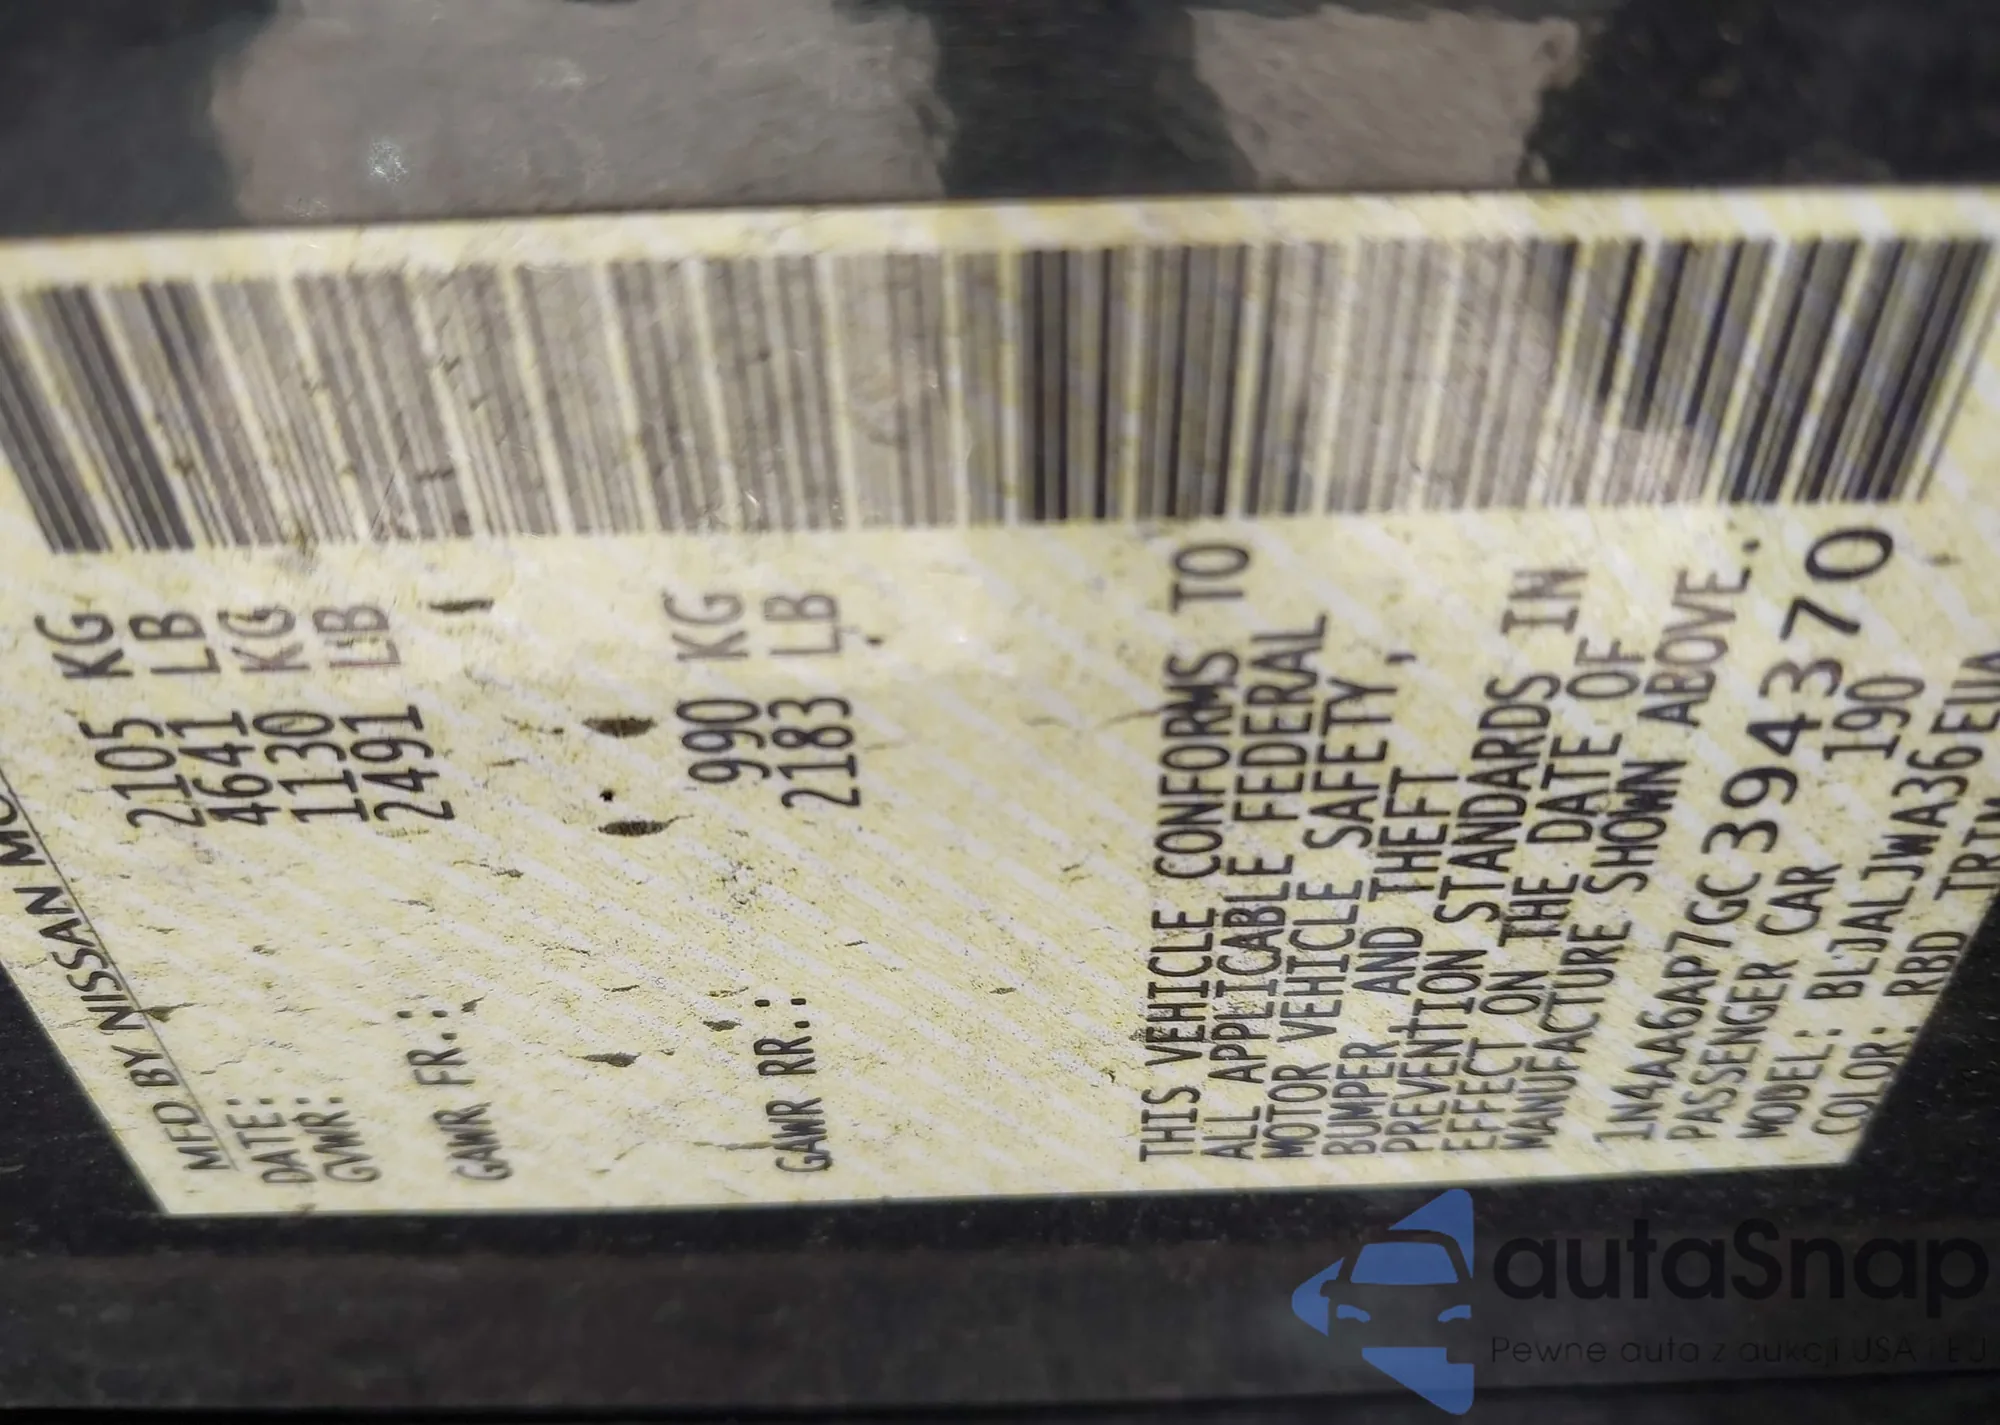 MFD BY NISSAN MO
DATE:
GVWR: 2105 KG
4641 LB
GAWR FR.: 1130 KG
2491 LB
GAWR RR.: 990 KG
2183 LB
THIS VEHICLE CONFORMS TO
ALL APPLICABLE FEDERAL
MOTOR VEHICLE SAFETY,
BUMPER AND THEFT
PREVENTION STANDARDS IN
EFFECT ON THE DATE OF
MANUFACTURE SHOWN ABOVE.
1N4AA6AP7GC394370
PASSENGER CAR
MODEL: BLJALJWA36EUA
COLOR: RBD TRIM
190
autaSnap
Pewne auta z aukcji USA i EU